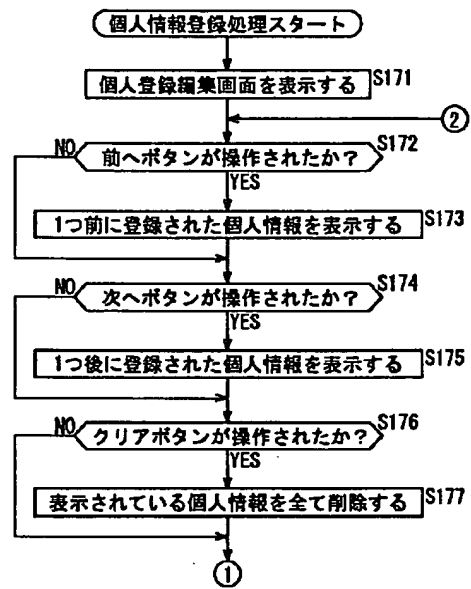 個人情報登録処理スタート
個人登録編集画面を表示する S171
②
前へボタンが操作されたか? S172
NO
YES
1つ前に登録された個人情報を表示する S173
次へボタンが操作されたか? S174
NO
YES
1つ後に登録された個人情報を表示する S175
クリアボタンが操作されたか? S176
NO
YES
表示されている個人情報を全て削除する S177
①